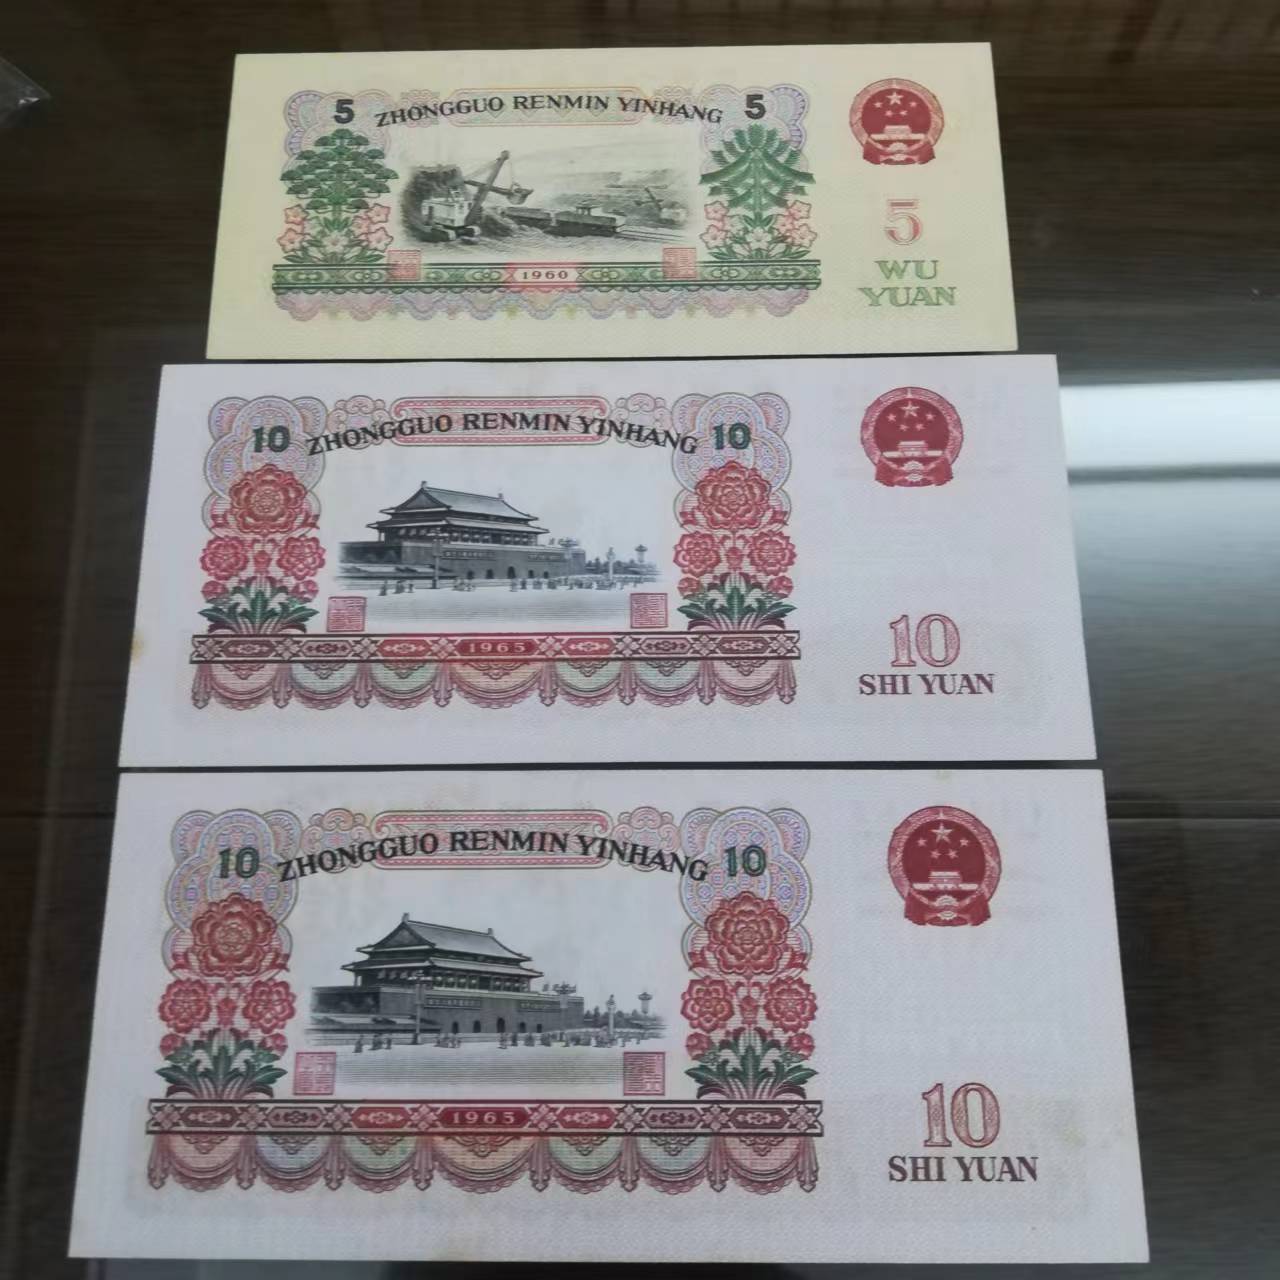 5 ZHONGGUO RENMIN YINHANG 5
5
WU
YUAN
1960
10 ZHONGGUO RENMIN YINHANG 10
10
SHI YUAN
1965
10 ZHONGGUO RENMIN YINHANG 10
10
SHI YUAN
1965